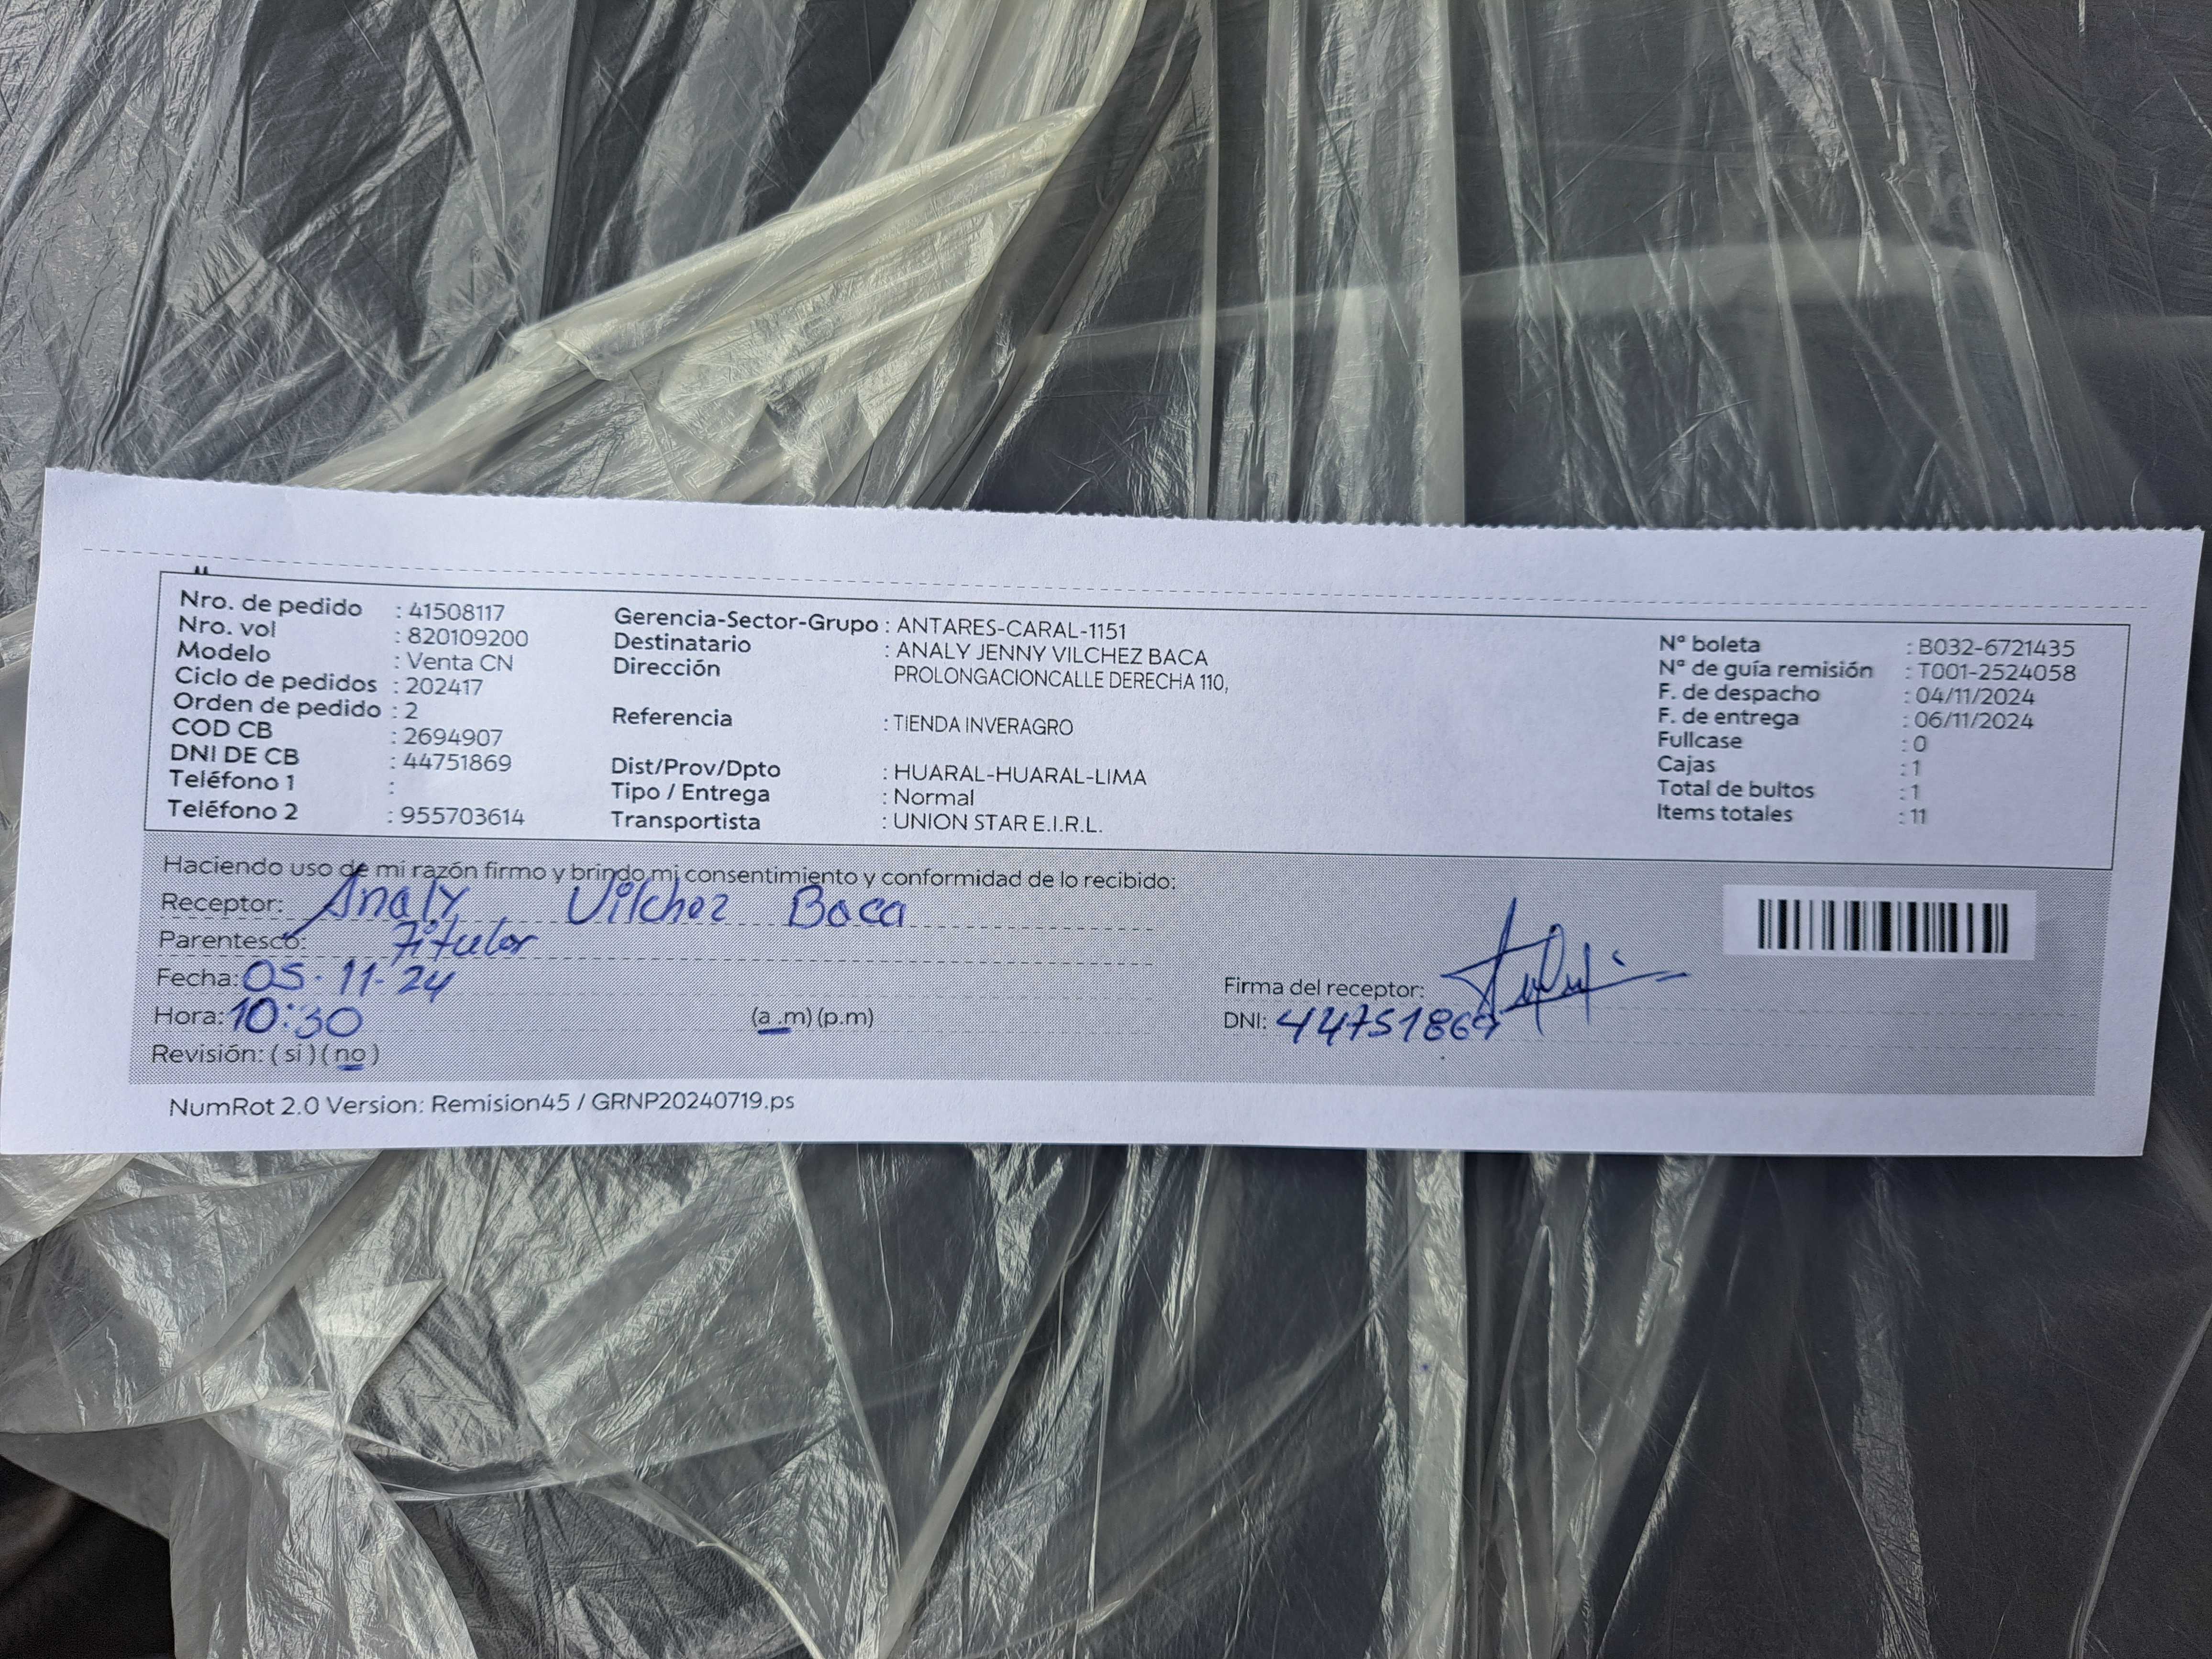 Nro. de pedido : 41508117
Nro. vol : 820109200
Modelo : Venta CN
Ciclo de pedidos : 202417
Orden de pedido : 2
COD CB : 2694907
DNI DE CB : 44751869
Teléfono 1 :
Teléfono 2 : 955703614
Gerencia-Sector-Grupo : ANTARES-CARAL-1151
Destinatario : ANALY JENNY VILCHEZ BACA
Dirección PROLONGACIONCALLE DERECHA 110,
Referencia : TIENDA INVERAGRO
Dist/Prov/Dpto : HUARAL-HUARAL-LIMA
Tipo / Entrega : Normal
Transportista : UNION STAR E.I.R.L.
Nº boleta : B032-6721435
Nº de guía remisión : T001-2524058
F. de despacho : 04/11/2024
F. de entrega : 06/11/2024
Fullcase : 0
Cajas : 1
Total de bultos : 1
Items totales : 11
Haciendo uso de mi razón firmo y brindo mi consentimiento y conformidad de lo recibido:
Receptor: Analy Vilchez Baca
Parentesco: Titular
Fecha: 05-11-24
Hora: 10:30 (a.m) (p.m)
Revisión: ( si ) ( no )
Firma del receptor:
DNI: 44751869
NumRot 2.0 Version: Remision45 / GRNP20240719.ps